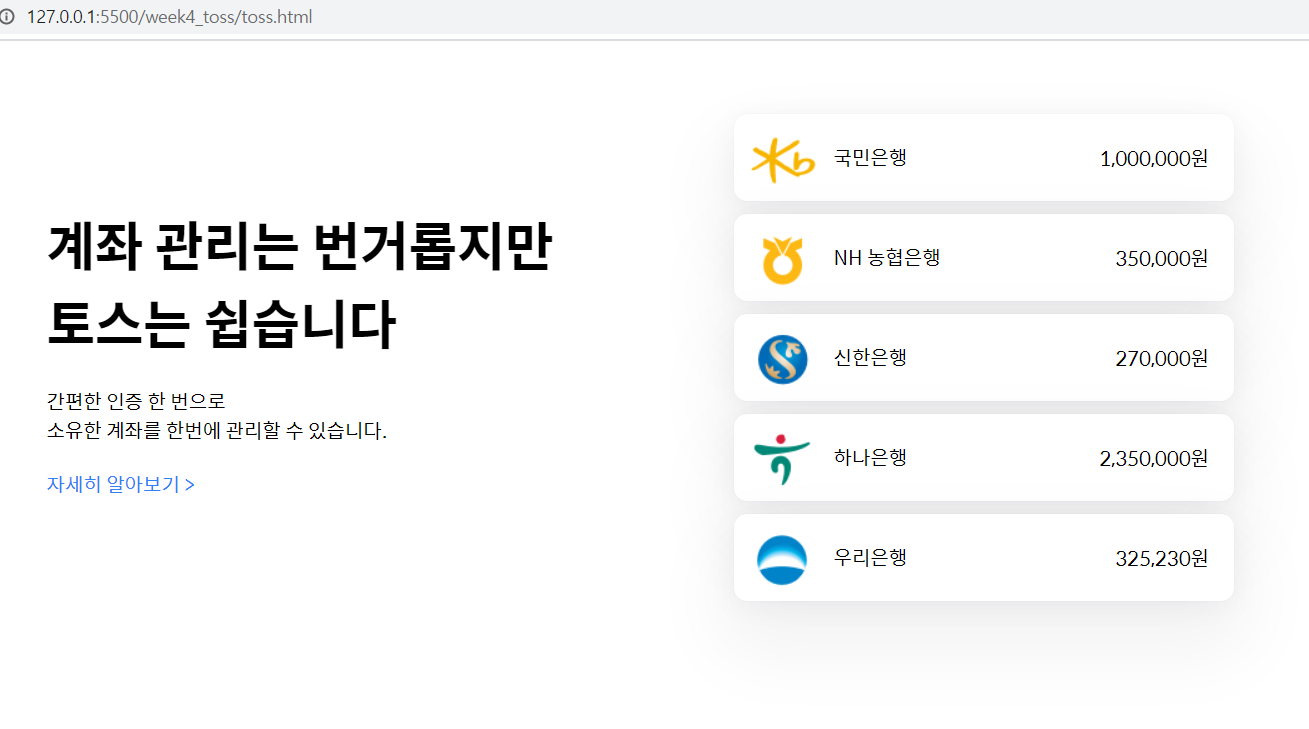 127.0.0.1:5500/week4_toss/toss.html
계좌 관리는 번거롭지만
토스는 쉽습니다
간편한 인증 한 번으로
소유한 계좌를 한번에 관리할 수 있습니다.
자세히 알아보기 >
국민은행 1,000,000원
NH 농협은행 350,000원
신한은행 270,000원
하나은행 2,350,000원
우리은행 325,230원